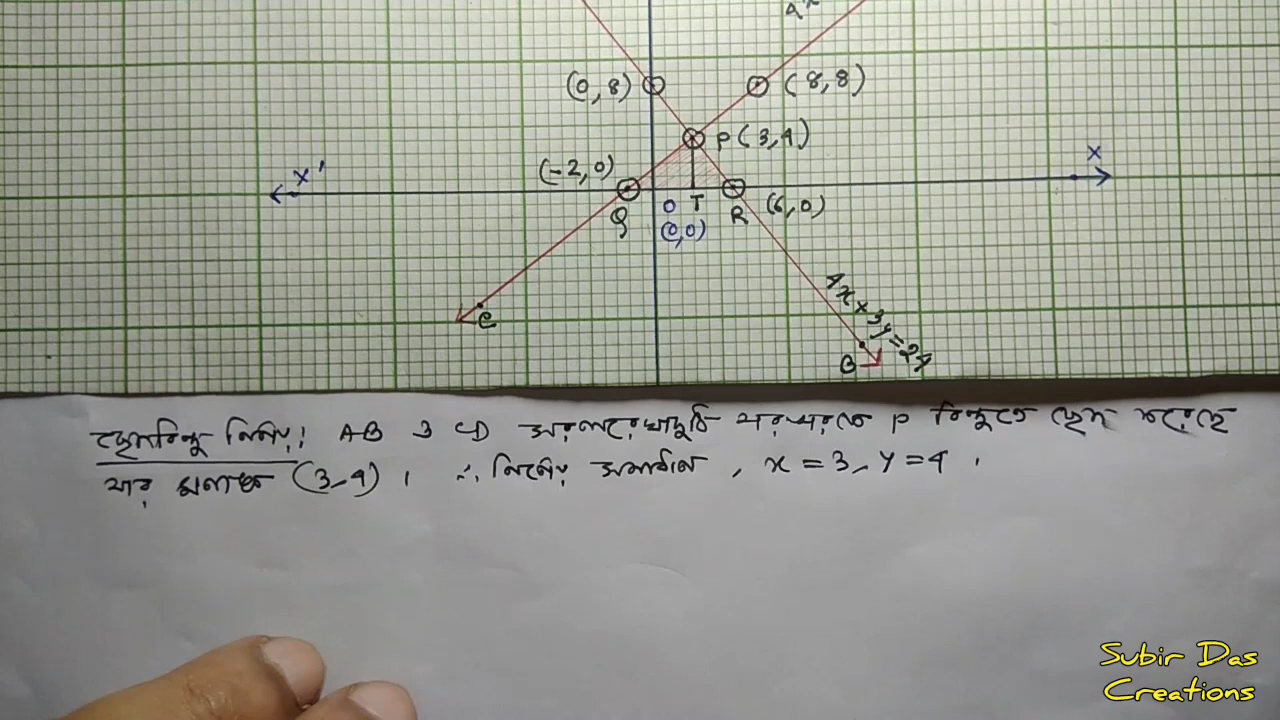 (0, 8)
(8, 8)
P(3, 4)
(-2, 0)
X'
X
Q
O
T
R
(6, 0)
(0,0)
C
B
4x × 3y = 24
ছেদবিন্দু নির্ণয়। AB ও CD সরলরেখাদুটি পরস্পরকে P বিন্দুতে ছেদ করেছে
যার স্থানাঙ্ক (3, 4) । ∴ নির্ণেয় সমাধান, x = 3, y = 4 .
Subir Das
Creations